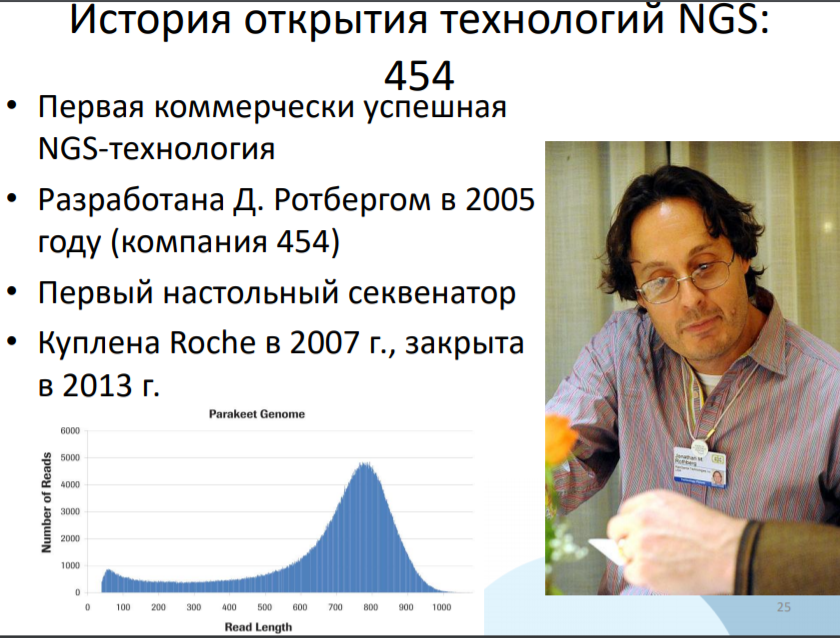 История открытия технологий NGS:
454
• Первая коммерчески успешная
NGS-технология
• Разработана Д. Ротбергом в 2005
году (компания 454)
• Первый настольный секвенатор
• Куплена Roche в 2007 г., закрыта
в 2013 г.
Parakeet Genome
Number of Reads
6000
5000
4000
3000
2000
1000
0
0 100 200 300 400 500 600 700 800 900 1000
Read Length
Jonathan M.
Rothberg
25